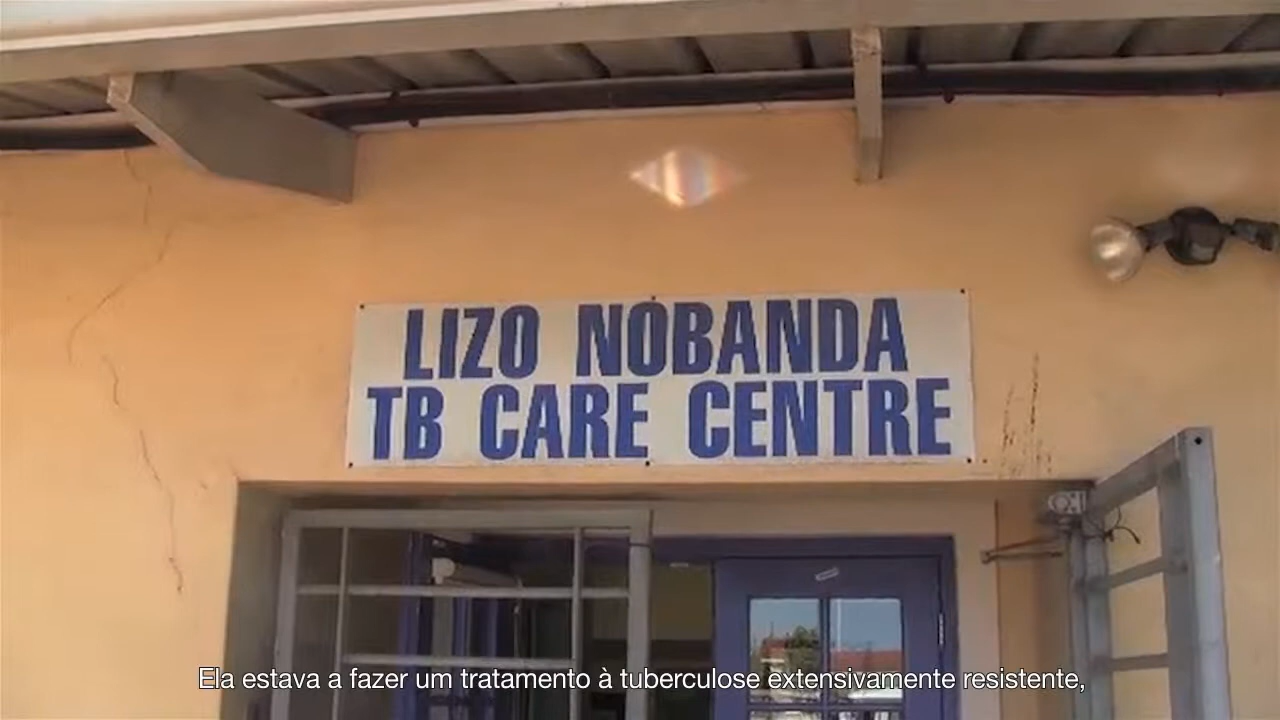 LIZO NOBANDA
TB CARE CENTRE
Ela estava a fazer um tratamento à tuberculose extensivamente resistente,